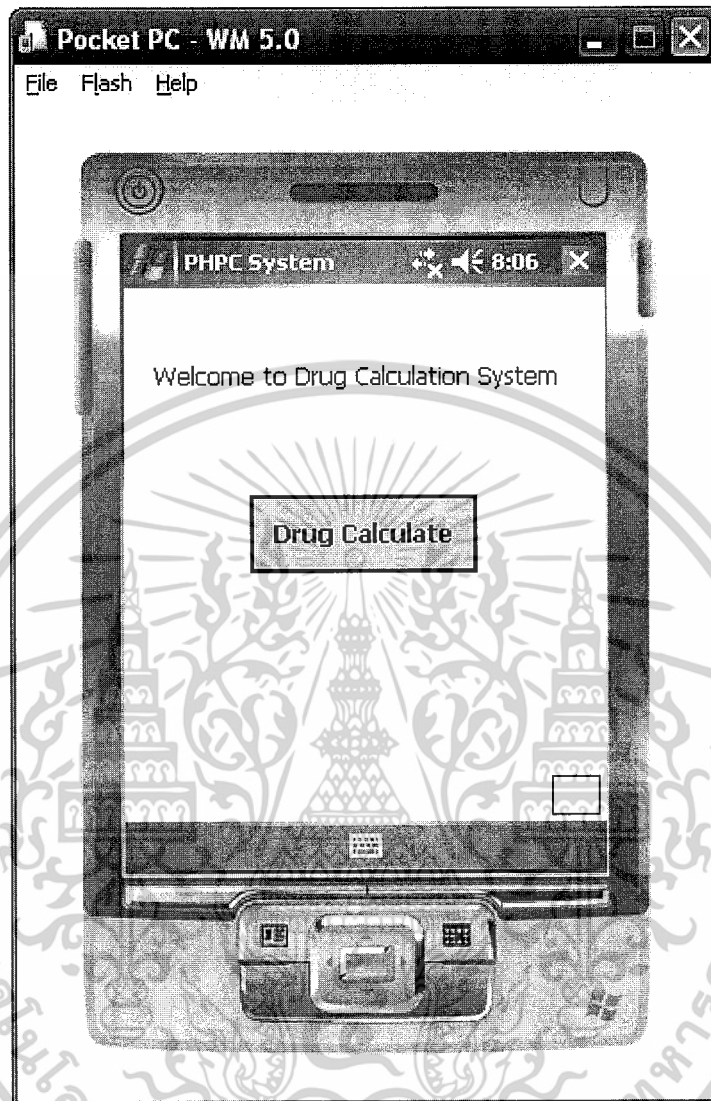 Pocket PC - WM 5.0
File Flash Help
PHPC System 8:06
Welcome to Drug Calculation System
Drug Calculate